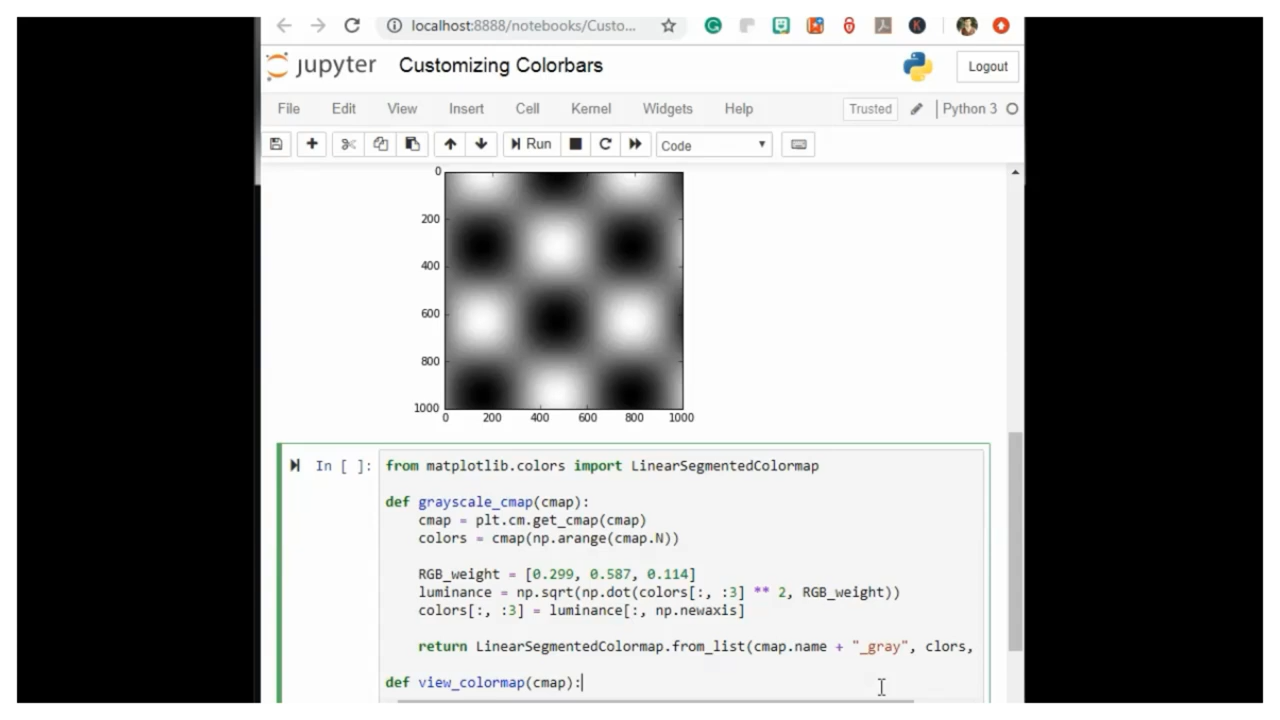 localhost:8888/notebooks/Custo...
jupyter Customizing Colorbars Logout
File Edit View Insert Cell Kernel Widgets Help Trusted Python 3
Run Code
0
200
400
600
800
1000
0 200 400 600 800 1000
In [ ]: from matplotlib.colors import LinearSegmentedColormap
def grayscale_cmap(cmap):
cmap = plt.cm.get_cmap(cmap)
colors = cmap(np.arange(cmap.N))
RGB_weight = [0.299, 0.587, 0.114]
luminance = np.sqrt(np.dot(colors[:, :3] ** 2, RGB_weight))
colors[:, :3] = luminance[:, np.newaxis]
return LinearSegmentedColormap.from_list(cmap.name + "_gray", clors,
def view_colormap(cmap):